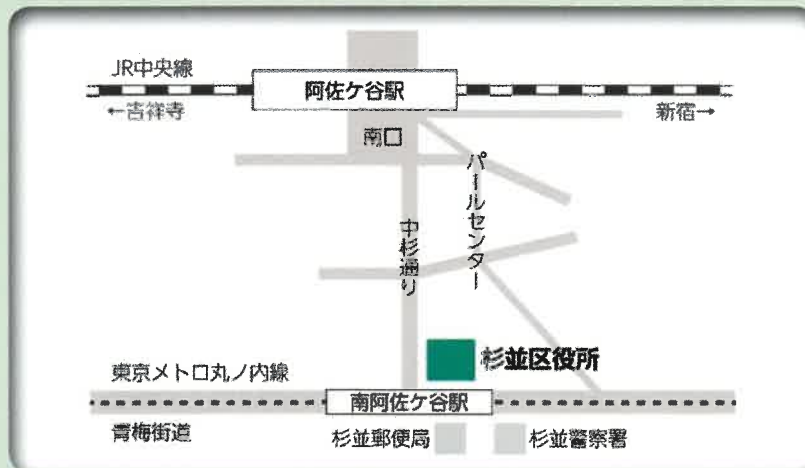 JR中央線
阿佐ケ谷駅
←吉祥寺
新宿→
南口
パールセンター
中杉通り
杉並区役所
東京メトロ丸ノ内線
南阿佐ケ谷駅
青梅街道
杉並郵便局
杉並警察署